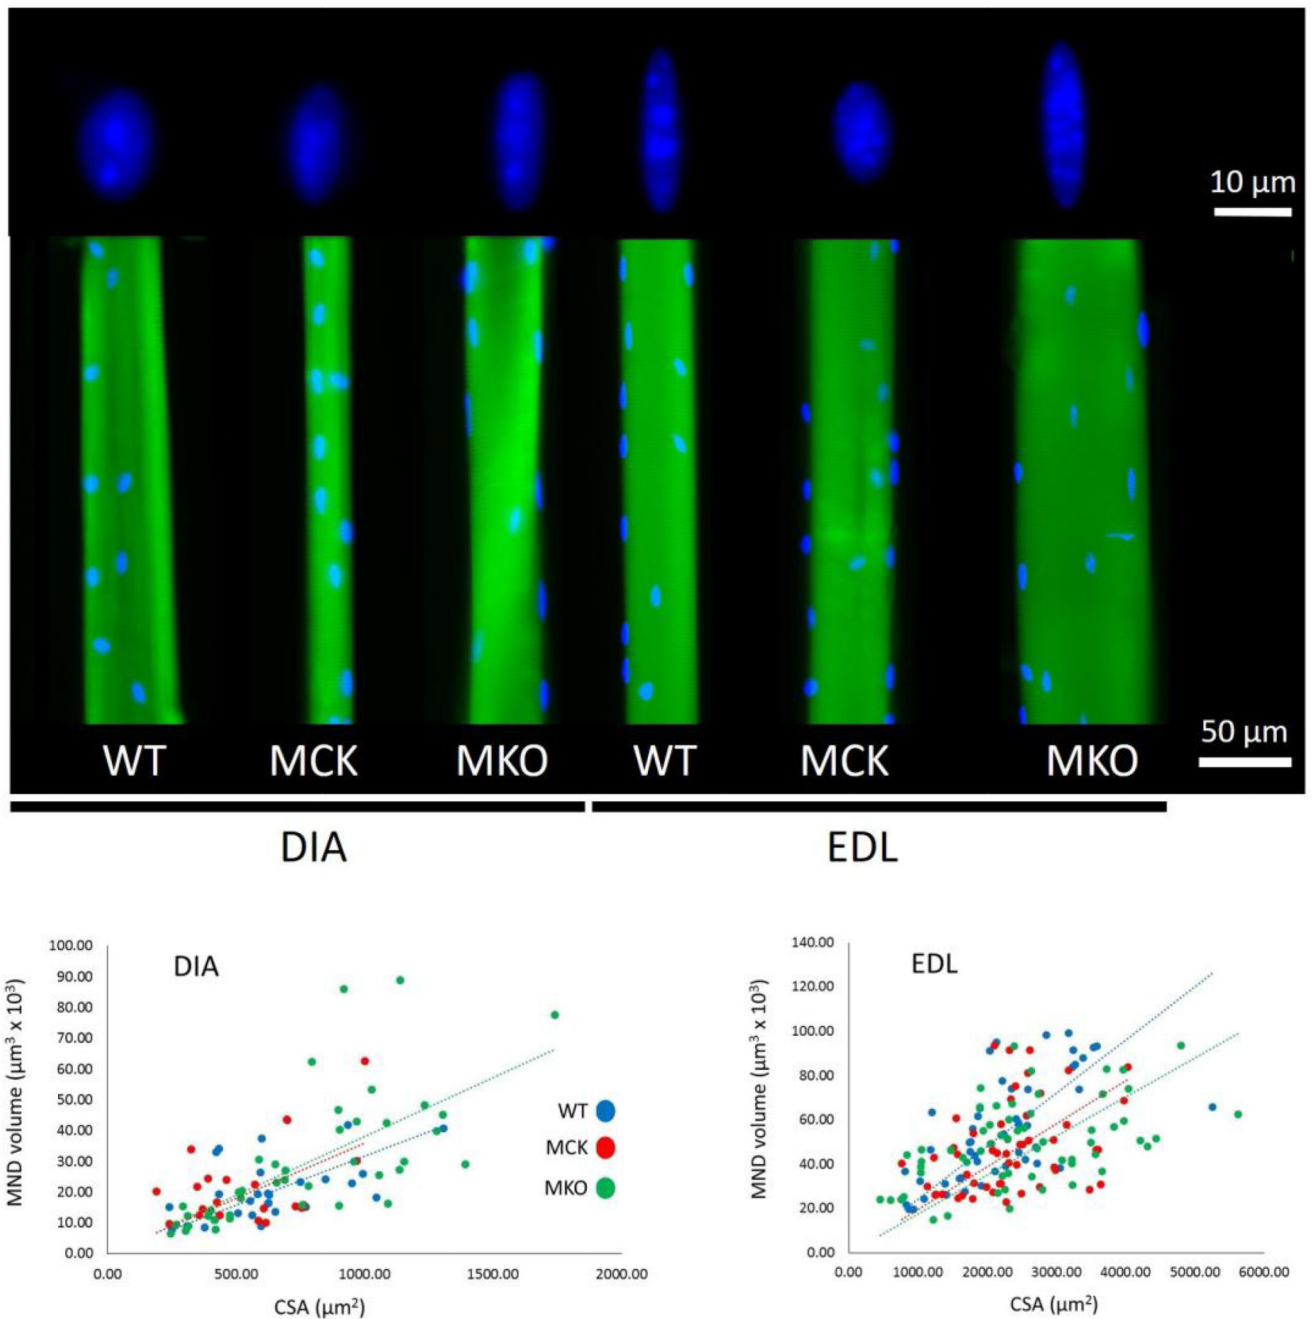 10 µm
50 µm
WT MCK MKO WT MCK MKO
DIA EDL
DIA
MND volume (µm³ x 10³)
100.00
90.00
80.00
70.00
60.00
50.00
40.00
30.00
20.00
10.00
0.00
0.00 500.00 1000.00 1500.00 2000.00
CSA (µm²)
WT
MCK
MKO
EDL
MND volume (µm³ x 10³)
140.00
120.00
100.00
80.00
60.00
40.00
20.00
0.00
0.00 1000.00 2000.00 3000.00 4000.00 5000.00 6000.00
CSA (µm²)